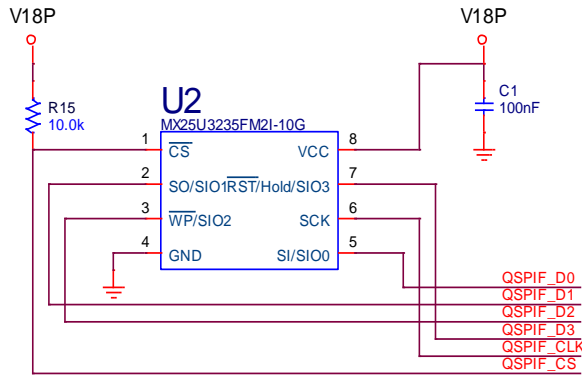 V18P
V18P
R15
10.0k
C1
100nF
U2
MX25U3235FM2I-10G
1 CS VCC 8
2 SO/SIO1 RST/Hold/SIO3 7
3 WP/SIO2 SCK 6
4 GND SI/SIO0 5
QSPIF_D0
QSPIF_D1
QSPIF_D2
QSPIF_D3
QSPIF_CLK
QSPIF_CS